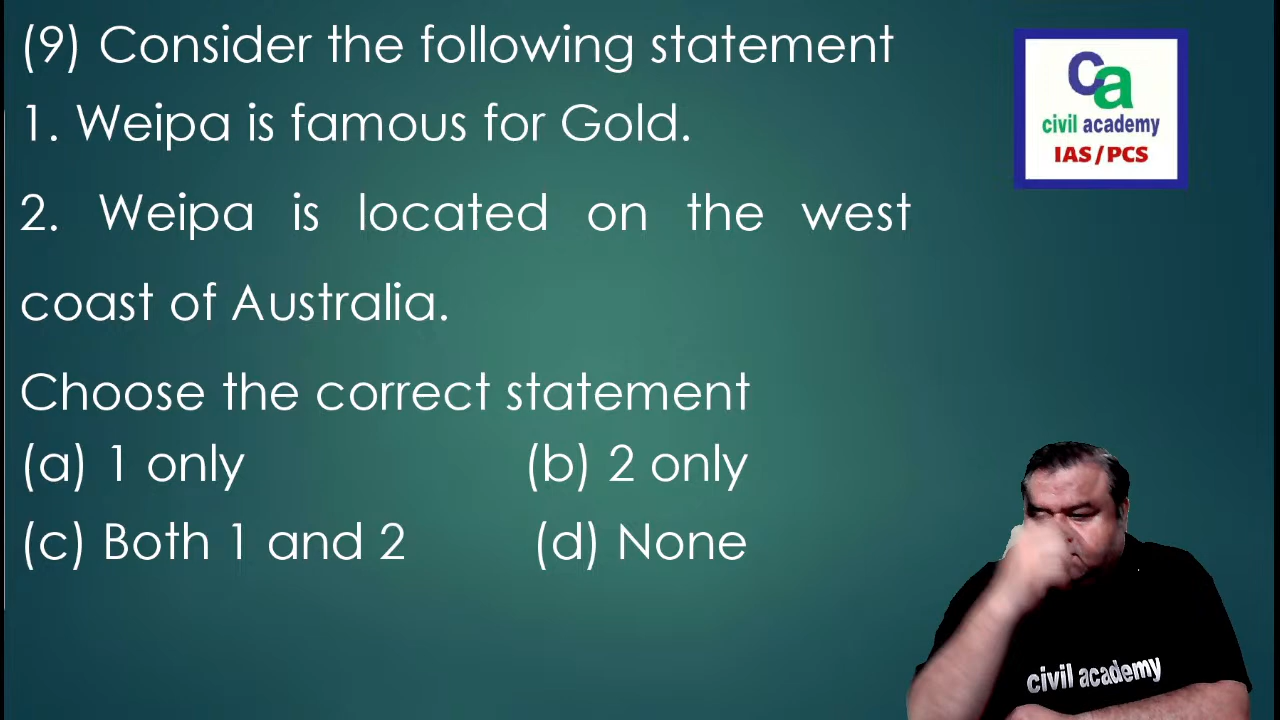 (9) Consider the following statement
1. Weipa is famous for Gold.
2. Weipa is located on the west
coast of Australia.
Choose the correct statement
(a) 1 only (b) 2 only
(c) Both 1 and 2 (d) None
ca
civil academy
IAS/PCS
civil academy